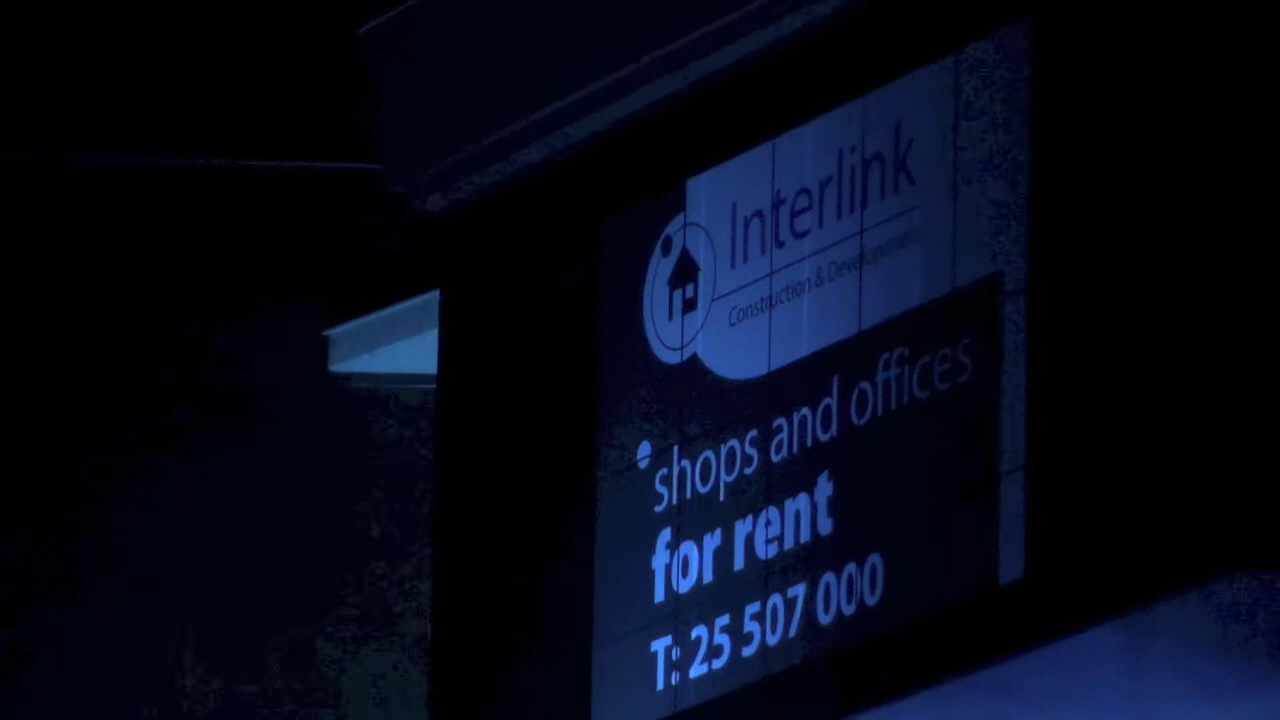 Interlink
Construction & Development
shops and offices
for rent
T: 25 507 000